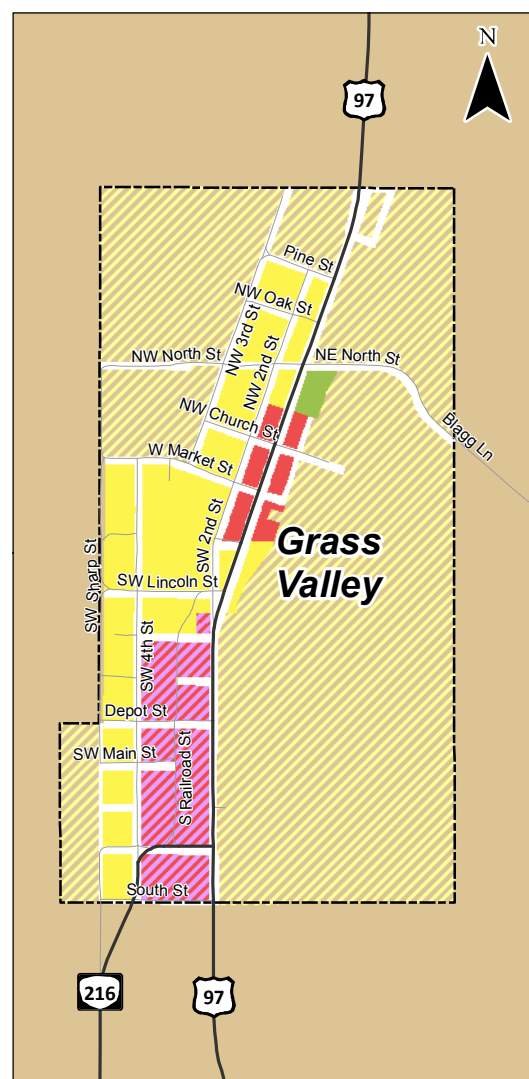 N
97
Pine St
NW Oak St
NW 3rd St
NW 2nd St
NW North St
NE North St
NW Church St
Blagg Ln
W Market St
SW 2nd St
Grass
Valley
SW Sharp St
SW Lincoln St
SW 4th St
Depot St
SW Main St
S Railroad St
South St
216
97